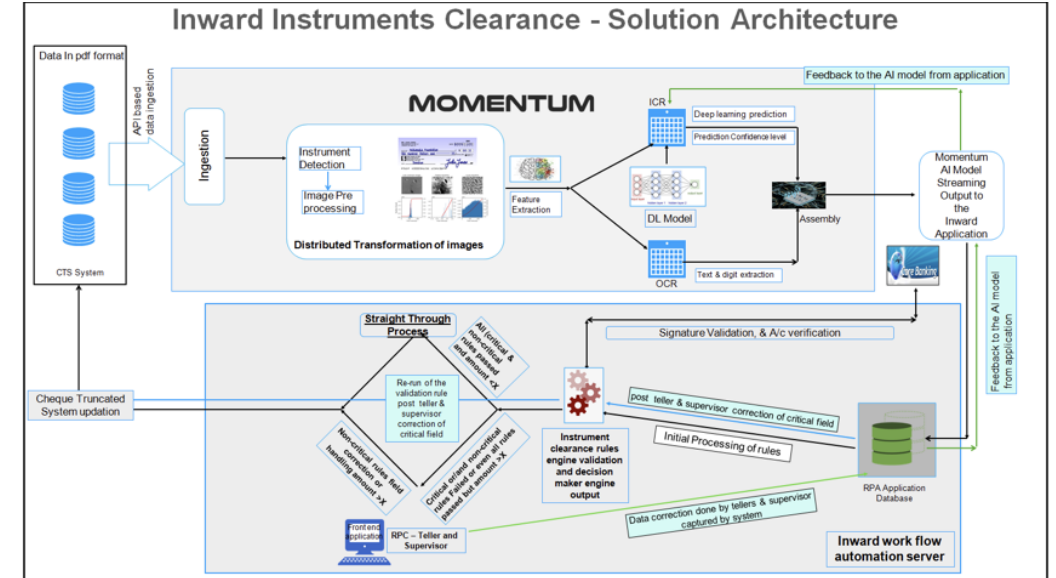 Inward Instruments Clearance - Solution Architecture
Data In pdf format
CTS System
API based
data ingestion
Ingestion
MOMENTUM
Instrument
Detection
Image Pre
processing
Distributed Transformation of images
Feature
Extraction
ICR
Deep learning prediction
Prediction Confidence level
DL Model
OCR
Text & digit extraction
Assembly
Feedback to the AI model from application
Momentum
AI Model
Streaming
Output to
the
Inward
Application
Feedback to the AI model
from application
Signature Validation, & A/c verification
Straight Through
Process
All (critical &
non-critical
rules passed
and amount <X
Re-run of the
validation rule
post teller &
supervisor
correction of
critical field
Cheque Truncated
System updation
Non-critical rules field
correction or
handling amount >X
Critical or/and non-critical
rules Failed or even all rules
passed but amount >X
Instrument
clearance rules
engine validation
and decision
maker engine
output
post teller & supervisor correction of critical field
Initial Processing of rules
RPA Application
Database
Data correction done by tellers & supervisor
captured by system
Front end
application
RPC – Teller and
Supervisor
Inward work flow
automation server